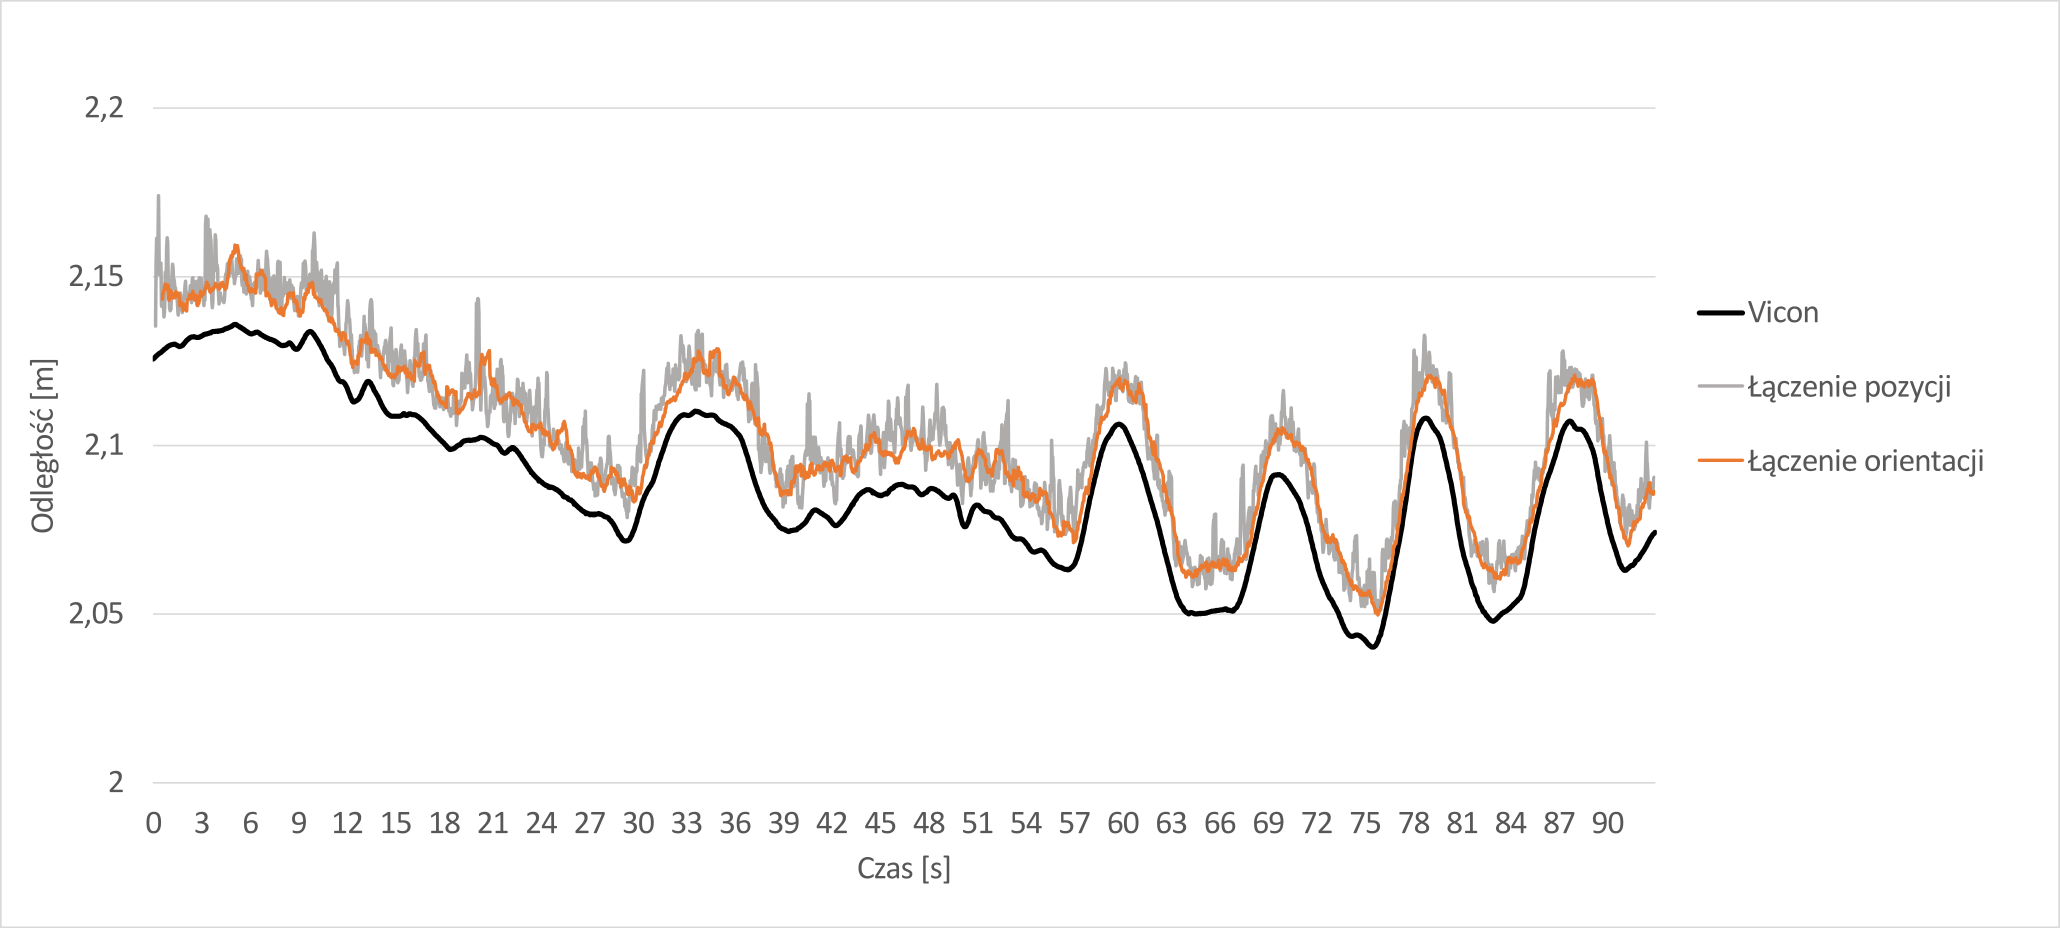 2,2
2,15
2,1
2,05
2
Odległość [m]
0 3 6 9 12 15 18 21 24 27 30 33 36 39 42 45 48 51 54 57 60 63 66 69 72 75 78 81 84 87 90
Czas [s]
Vicon
Łączenie pozycji
Łączenie orientacji